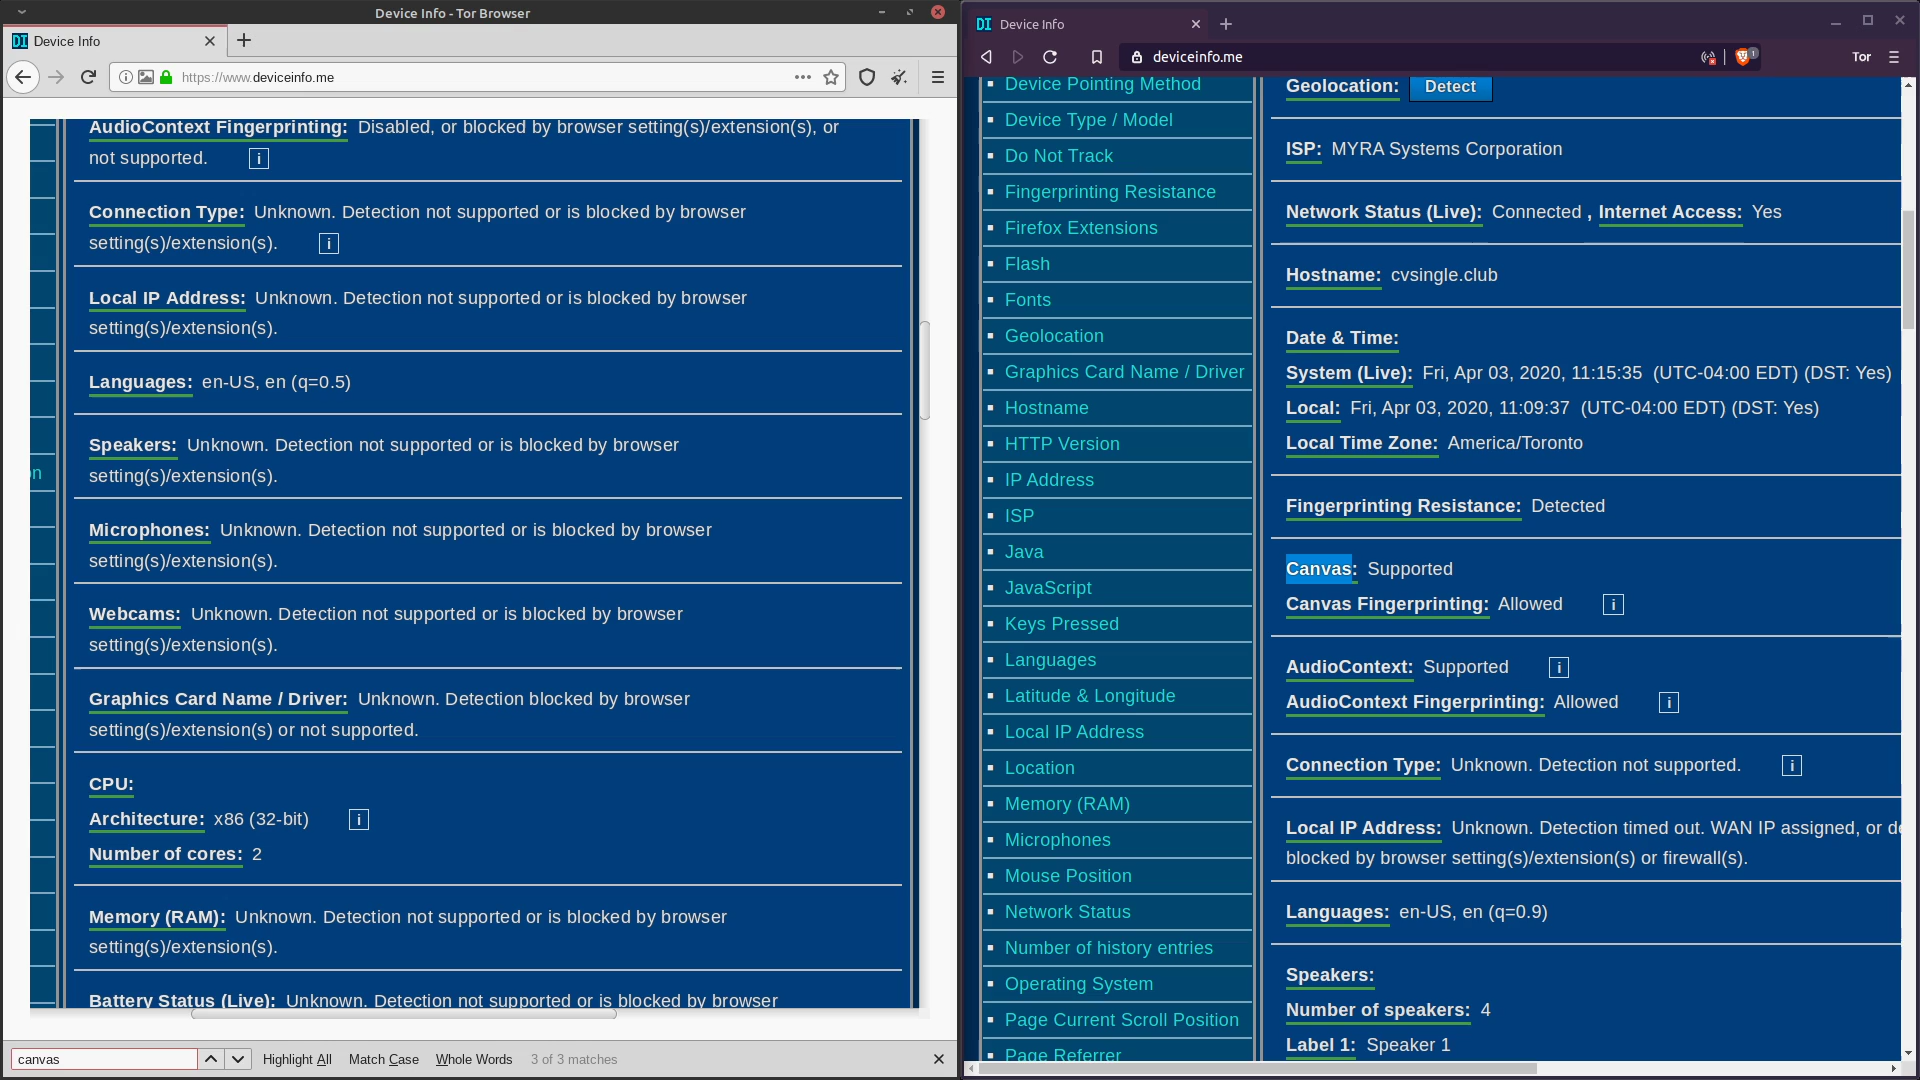 Device Info - Tor Browser
DI Device Info
https://www.deviceinfo.me
AudioContext Fingerprinting: Disabled, or blocked by browser setting(s)/extension(s), or
not supported. i
Connection Type: Unknown. Detection not supported or is blocked by browser
setting(s)/extension(s). i
Local IP Address: Unknown. Detection not supported or is blocked by browser
setting(s)/extension(s).
Languages: en-US, en (q=0.5)
Speakers: Unknown. Detection not supported or is blocked by browser
on
setting(s)/extension(s).
Microphones: Unknown. Detection not supported or is blocked by browser
setting(s)/extension(s).
Webcams: Unknown. Detection not supported or is blocked by browser
setting(s)/extension(s).
Graphics Card Name / Driver: Unknown. Detection blocked by browser
setting(s)/extension(s) or not supported.
CPU:
Architecture: x86 (32-bit) i
Number of cores: 2
Memory (RAM): Unknown. Detection not supported or is blocked by browser
setting(s)/extension(s).
Battery Status (Live): Unknown. Detection not supported or is blocked by browser
canvas Highlight All Match Case Whole Words 3 of 3 matches
DI Device Info
deviceinfo.me 1 Tor
Device Pointing Method
Device Type / Model
Do Not Track
Fingerprinting Resistance
Firefox Extensions
Flash
Fonts
Geolocation
Graphics Card Name / Driver
Hostname
HTTP Version
IP Address
ISP
Java
JavaScript
Keys Pressed
Languages
Latitude & Longitude
Local IP Address
Location
Memory (RAM)
Microphones
Mouse Position
Network Status
Number of history entries
Operating System
Page Current Scroll Position
Page Referrer
Geolocation: Detect
ISP: MYRA Systems Corporation
Network Status (Live): Connected , Internet Access: Yes
Hostname: cvsingle.club
Date & Time:
System (Live): Fri, Apr 03, 2020, 11:15:35 (UTC-04:00 EDT) (DST: Yes)
Local: Fri, Apr 03, 2020, 11:09:37 (UTC-04:00 EDT) (DST: Yes)
Local Time Zone: America/Toronto
Fingerprinting Resistance: Detected
Canvas: Supported
Canvas Fingerprinting: Allowed i
AudioContext: Supported i
AudioContext Fingerprinting: Allowed i
Connection Type: Unknown. Detection not supported. i
Local IP Address: Unknown. Detection timed out. WAN IP assigned, or de
blocked by browser setting(s)/extension(s) or firewall(s).
Languages: en-US, en (q=0.9)
Speakers:
Number of speakers: 4
Label 1: Speaker 1